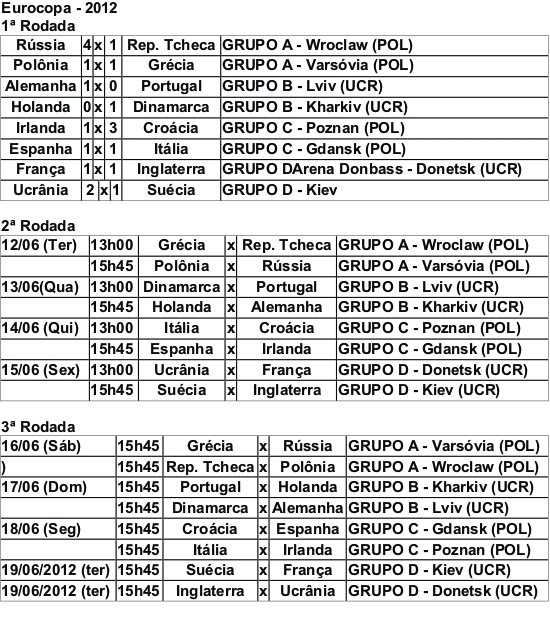 Eurocopa - 2012
1ª Rodada
Rússia 4 x 1 Rep. Tcheca GRUPO A - Wroclaw (POL)
Polônia 1 x 1 Grécia GRUPO A - Varsóvia (POL)
Alemanha 1 x 0 Portugal GRUPO B - Lviv (UCR)
Holanda 0 x 1 Dinamarca GRUPO B - Kharkiv (UCR)
Irlanda 1 x 3 Croácia GRUPO C - Poznan (POL)
Espanha 1 x 1 Itália GRUPO C - Gdansk (POL)
França 1 x 1 Inglaterra GRUPO DArena Donbass - Donetsk (UCR)
Ucrânia 2 x 1 Suécia GRUPO D - Kiev
2ª Rodada
12/06 (Ter) 13h00 Grécia x Rep. Tcheca GRUPO A - Wroclaw (POL)
15h45 Polônia x Rússia GRUPO A - Varsóvia (POL)
13/06(Qua) 13h00 Dinamarca x Portugal GRUPO B - Lviv (UCR)
15h45 Holanda x Alemanha GRUPO B - Kharkiv (UCR)
14/06 (Qui) 13h00 Itália x Croácia GRUPO C - Poznan (POL)
15h45 Espanha x Irlanda GRUPO C - Gdansk (POL)
15/06 (Sex) 13h00 Ucrânia x França GRUPO D - Donetsk (UCR)
15h45 Suécia x Inglaterra GRUPO D - Kiev (UCR)
3ª Rodada
16/06 (Sáb) 15h45 Grécia x Rússia GRUPO A - Varsóvia (POL)
) 15h45 Rep. Tcheca x Polônia GRUPO A - Wroclaw (POL)
17/06 (Dom) 15h45 Portugal x Holanda GRUPO B - Kharkiv (UCR)
15h45 Dinamarca x Alemanha GRUPO B - Lviv (UCR)
18/06 (Seg) 15h45 Croácia x Espanha GRUPO C - Gdansk (POL)
15h45 Itália x Irlanda GRUPO C - Poznan (POL)
19/06/2012 (ter) 15h45 Suécia x França GRUPO D - Kiev (UCR)
19/06/2012 (ter) 15h45 Inglaterra x Ucrânia GRUPO D - Donetsk (UCR)